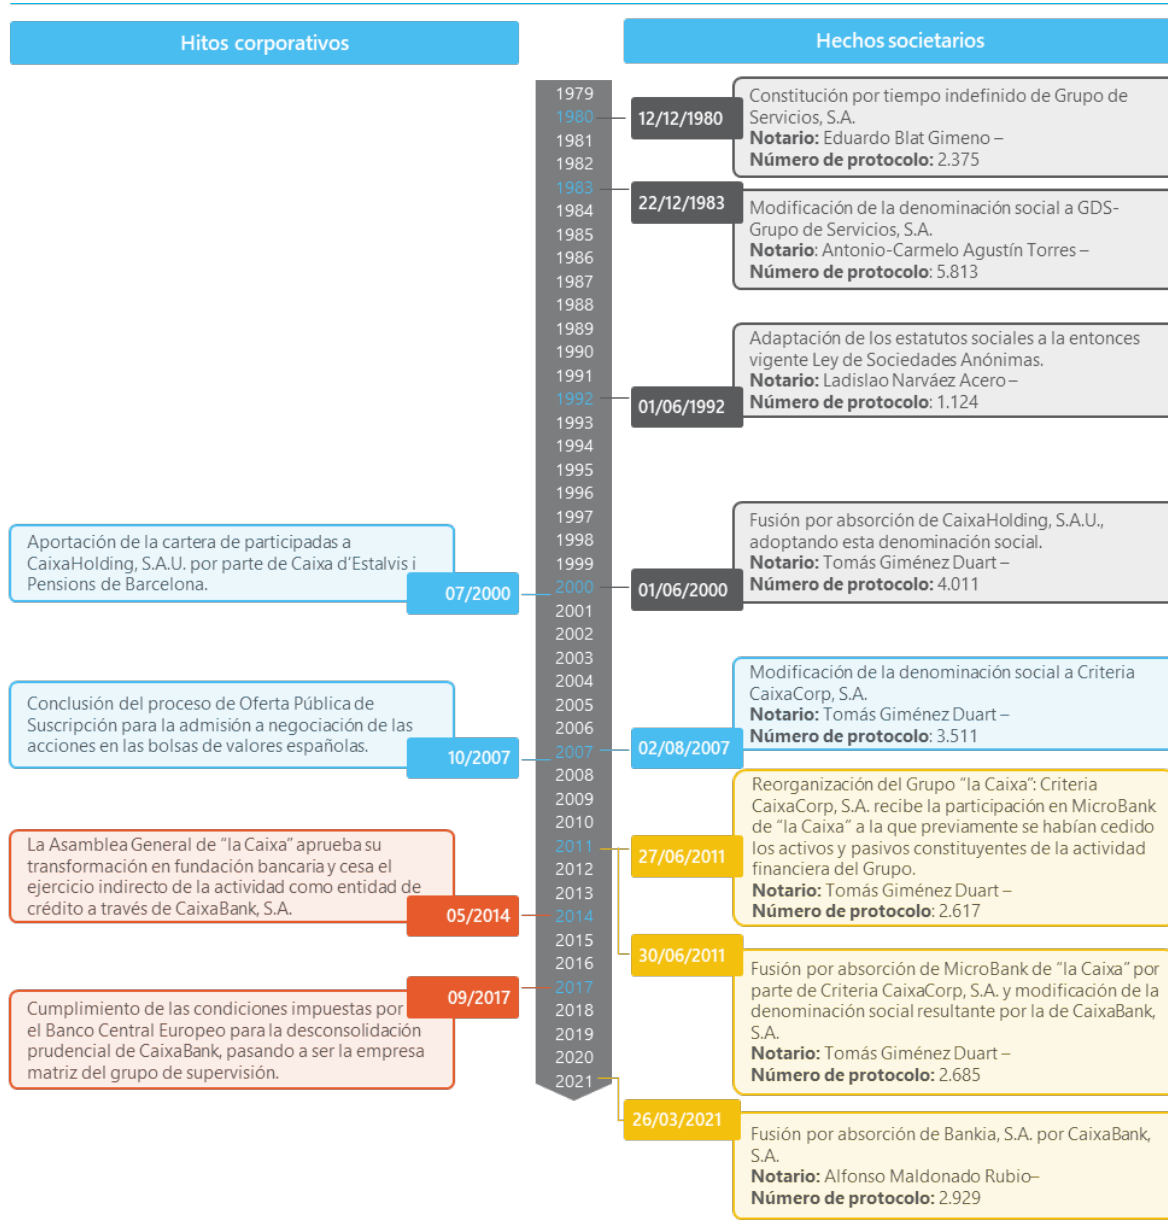 Hitos corporativos
Hechos societarios
1979
1980
1981
1982
1983
1984
1985
1986
1987
1988
1989
1990
1991
1992
1993
1994
1995
1996
1997
1998
1999
2000
2001
2002
2003
2004
2005
2006
2007
2008
2009
2010
2011
2012
2013
2014
2015
2016
2017
2018
2019
2020
2021
Aportación de la cartera de participadas a
CaixaHolding, S.A.U. por parte de Caixa d’Estalvis i
Pensions de Barcelona.
07/2000
Conclusión del proceso de Oferta Pública de
Suscripción para la admisión a negociación de las
acciones en las bolsas de valores españolas.
10/2007
La Asamblea General de “la Caixa” aprueba su
transformación en fundación bancaria y cesa el
ejercicio indirecto de la actividad como entidad de
crédito a través de CaixaBank, S.A.
05/2014
09/2017
Cumplimiento de las condiciones impuestas por
el Banco Central Europeo para la desconsolidación
prudencial de CaixaBank, pasando a ser la empresa
matriz del grupo de supervisión.
12/12/1980
Constitución por tiempo indefinido de Grupo de
Servicios, S.A.
Notario: Eduardo Blat Gimeno –
Número de protocolo: 2.375
22/12/1983
Modificación de la denominación social a GDS-
Grupo de Servicios, S.A.
Notario: Antonio-Carmelo Agustín Torres –
Número de protocolo: 5.813
01/06/1992
Adaptación de los estatutos sociales a la entonces
vigente Ley de Sociedades Anónimas.
Notario: Ladislao Narváez Acero –
Número de protocolo: 1.124
01/06/2000
Fusión por absorción de CaixaHolding, S.A.U.,
adoptando esta denominación social.
Notario: Tomás Giménez Duart –
Número de protocolo: 4.011
02/08/2007
Modificación de la denominación social a Criteria
CaixaCorp, S.A.
Notario: Tomás Giménez Duart –
Número de protocolo: 3.511
27/06/2011
Reorganización del Grupo “la Caixa”: Criteria
CaixaCorp, S.A. recibe la participación en MicroBank
de “la Caixa” a la que previamente se habían cedido
los activos y pasivos constituyentes de la actividad
financiera del Grupo.
Notario: Tomás Giménez Duart –
Número de protocolo: 2.617
30/06/2011
Fusión por absorción de MicroBank de “la Caixa” por
parte de Criteria CaixaCorp, S.A. y modificación de la
denominación social resultante por la de CaixaBank,
S.A.
Notario: Tomás Giménez Duart –
Número de protocolo: 2.685
26/03/2021
Fusión por absorción de Bankia, S.A. por CaixaBank,
S.A.
Notario: Alfonso Maldonado Rubio–
Número de protocolo: 2.929